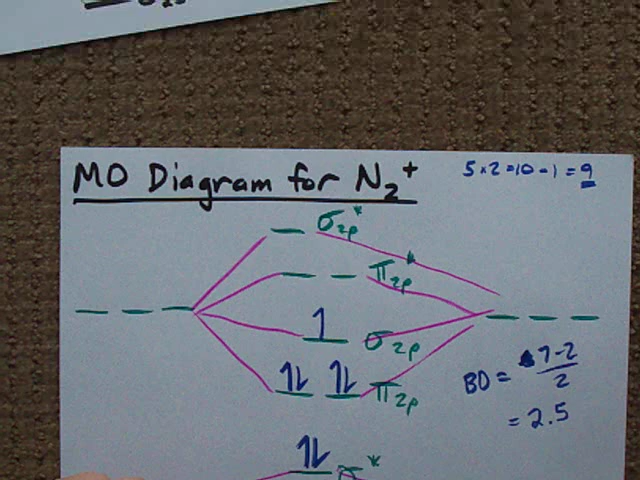 MO Diagram for N₂⁺
5 x 2 = 10 - 1 = 9
σ₂ₚ*
π₂ₚ*
1
σ₂ₚ
1L 1L π₂ₚ
BO = 7-2
2
= 2.5
1L
*